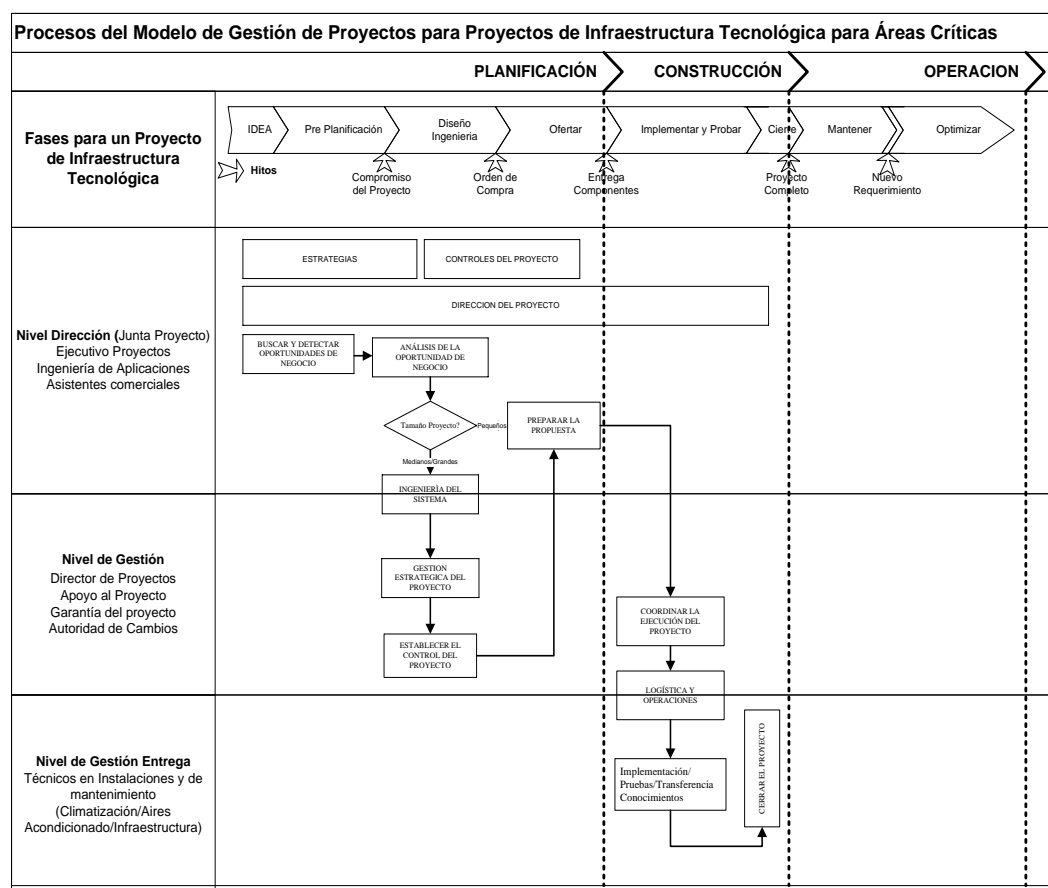 Procesos del Modelo de Gestión de Proyectos para Proyectos de Infraestructura Tecnológica para Áreas Críticas
PLANIFICACIÓN
CONSTRUCCIÓN
OPERACION
Fases para un Proyecto
de Infraestructura
Tecnológica
IDEA
Pre Planificación
Diseño
Ingenieria
Ofertar
Implementar y Probar
Cierre
Mantener
Optimizar
Hitos
Compromiso
del Proyecto
Orden de
Compra
Entrega
Componentes
Proyecto
Completo
Nuevo
Requerimiento
Nivel Dirección (Junta Proyecto)
Ejecutivo Proyectos
Ingeniería de Aplicaciones
Asistentes comerciales
ESTRATEGIAS
CONTROLES DEL PROYECTO
DIRECCION DEL PROYECTO
BUSCAR Y DETECTAR
OPORTUNIDADES DE
NEGOCIO
ANÁLISIS DE LA
OPORTUNIDAD DE
NEGOCIO
Tamaño Proyecto?
Pequeños
PREPARAR LA
PROPUESTA
Medianos/Grandes
INGENIERÌA DEL
SISTEMA
Nivel de Gestión
Director de Proyectos
Apoyo al Proyecto
Garantía del proyecto
Autoridad de Cambios
GESTION
ESTRATEGICA DEL
PROYECTO
ESTABLECER EL
CONTROL DEL
PROYECTO
COORDINAR LA
EJECUCIÓN DEL
PROYECTO
LOGÍSTICA Y
OPERACIONES
Nivel de Gestión Entrega
Técnicos en Instalaciones y de
mantenimiento
(Climatización/Aires
Acondicionado/Infraestructura)
Implementación/
Pruebas/Transferencia
Conocimientos
CERRAR EL PROYECTO